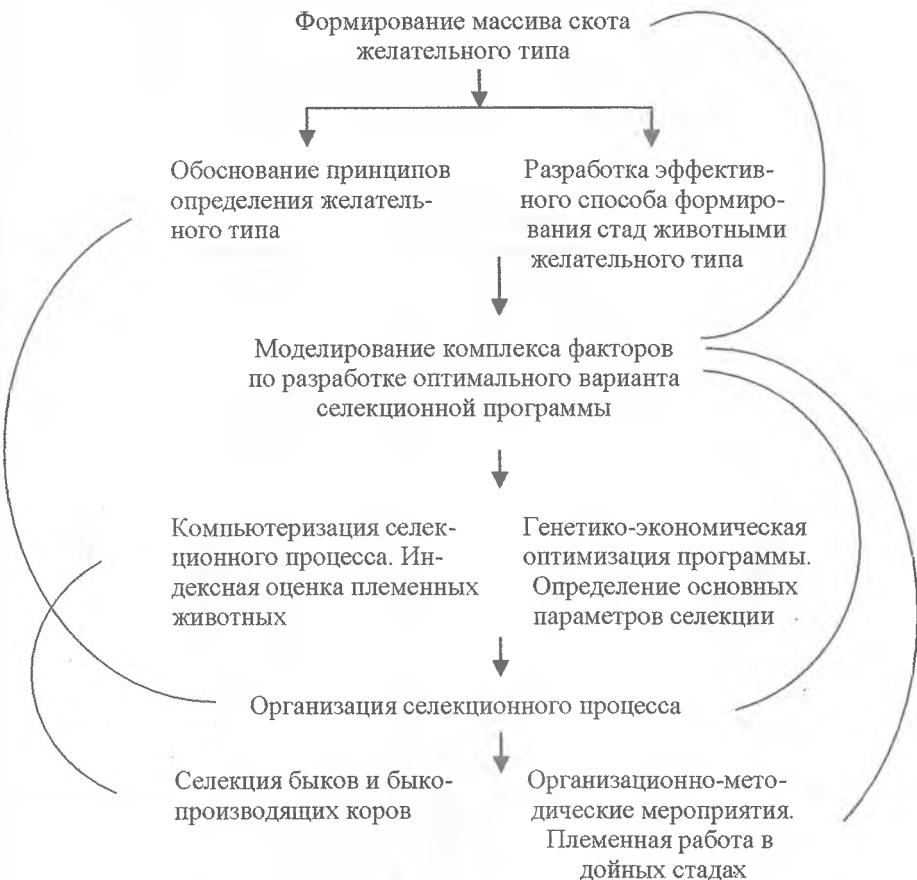 Формирование массива скота
желательного типа
Обоснование принципов
определения желатель-
ного типа
Разработка эффектив-
ного способа формиро-
вания стад животными
желательного типа
Моделирование комплекса факторов
по разработке оптимального варианта
селекционной программы
Компьютеризация селек-
ционного процесса. Ин-
дексная оценка племенных
животных
Генетико-экономическая
оптимизация программы.
Определение основных
параметров селекции
Организация селекционного процесса
Селекция быков и быко-
производящих коров
Организационно-мето-
дические мероприятия.
Племенная работа в
дойных стадах